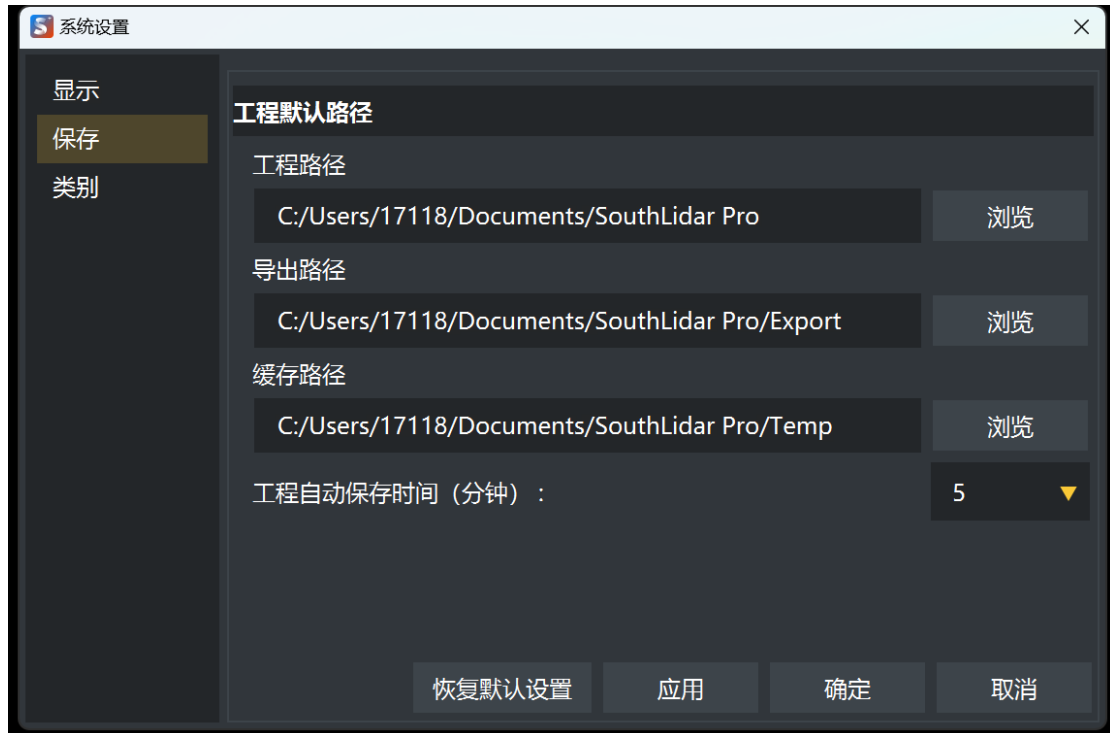 系统设置
显示
保存
类别
工程默认路径
工程路径
C:/Users/17118/Documents/SouthLidar Pro
浏览
导出路径
C:/Users/17118/Documents/SouthLidar Pro/Export
浏览
缓存路径
C:/Users/17118/Documents/SouthLidar Pro/Temp
浏览
工程自动保存时间（分钟）：
5
恢复默认设置
应用
确定
取消